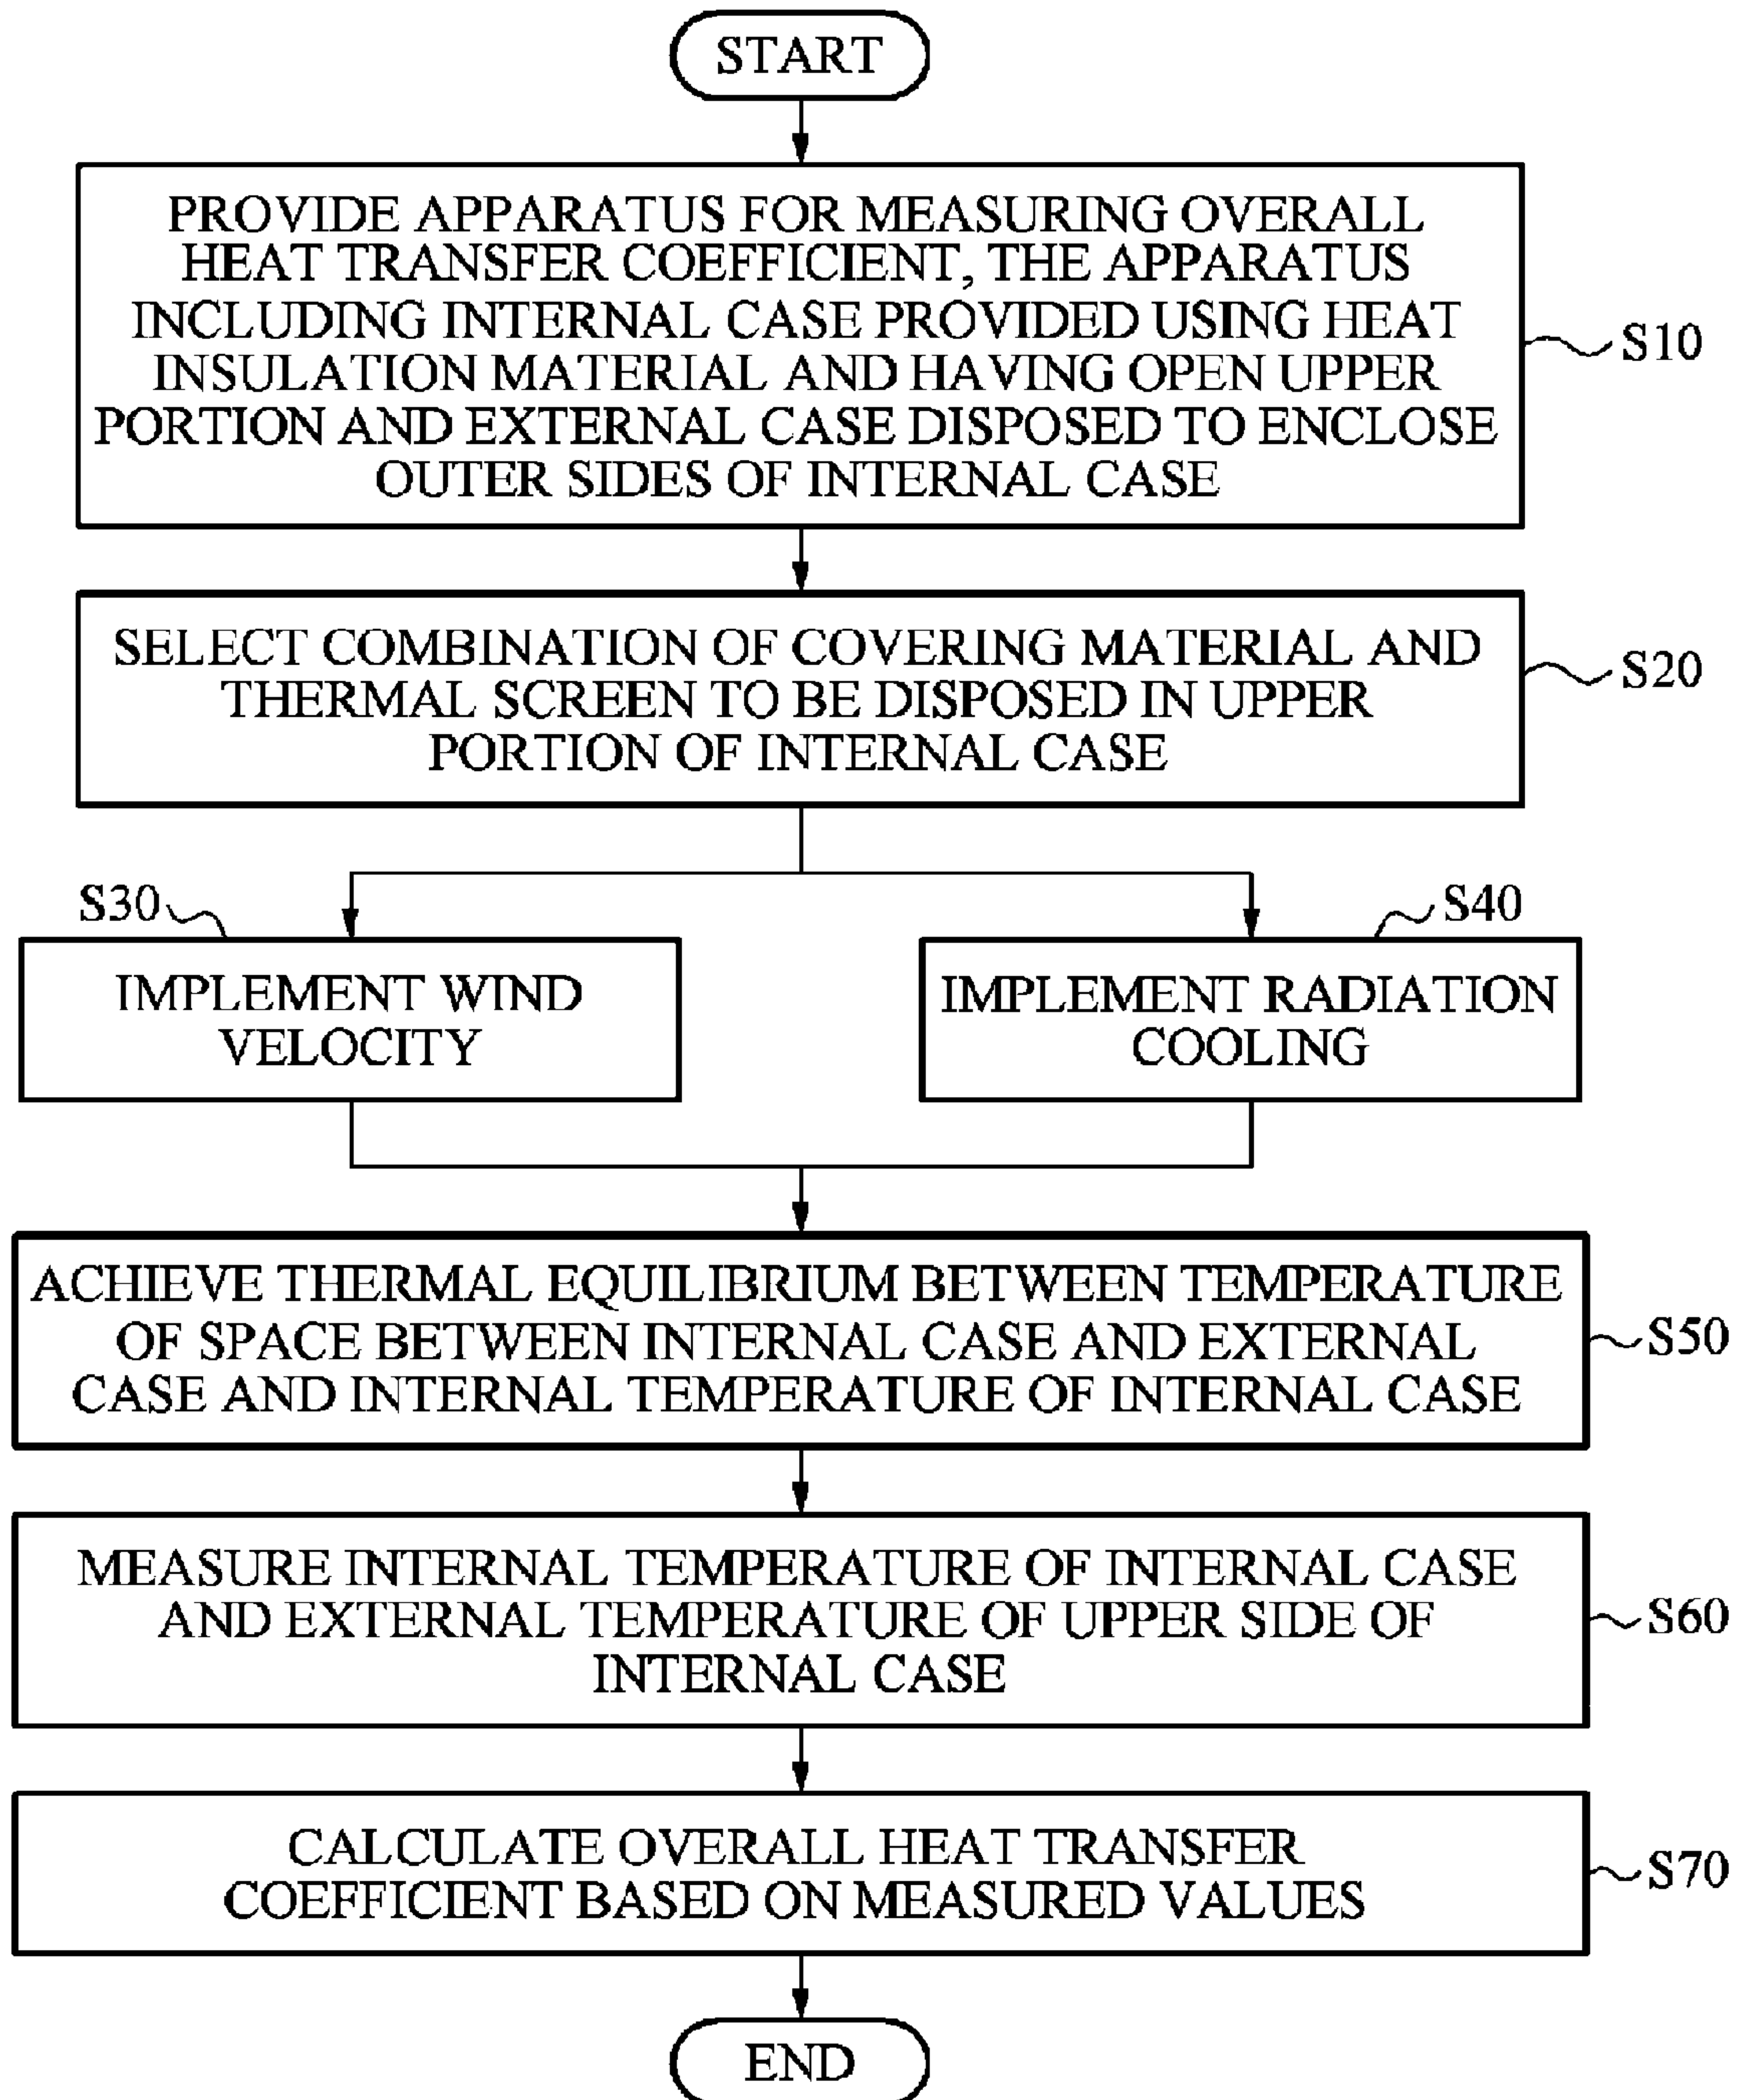 START
PROVIDE APPARATUS FOR MEASURING OVERALL
HEAT TRANSFER COEFFICIENT, THE APPARATUS
INCLUDING INTERNAL CASE PROVIDED USING HEAT
INSULATION MATERIAL AND HAVING OPEN UPPER
PORTION AND EXTERNAL CASE DISPOSED TO ENCLOSE
OUTER SIDES OF INTERNAL CASE
S10
SELECT COMBINATION OF COVERING MATERIAL AND
THERMAL SCREEN TO BE DISPOSED IN UPPER
PORTION OF INTERNAL CASE
S20
S30
IMPLEMENT WIND
VELOCITY
S40
IMPLEMENT RADIATION
COOLING
ACHIEVE THERMAL EQUILIBRIUM BETWEEN TEMPERATURE
OF SPACE BETWEEN INTERNAL CASE AND EXTERNAL
CASE AND INTERNAL TEMPERATURE OF INTERNAL CASE
S50
MEASURE INTERNAL TEMPERATURE OF INTERNAL CASE
AND EXTERNAL TEMPERATURE OF UPPER SIDE OF
INTERNAL CASE
S60
CALCULATE OVERALL HEAT TRANSFER
COEFFICIENT BASED ON MEASURED VALUES
S70
END